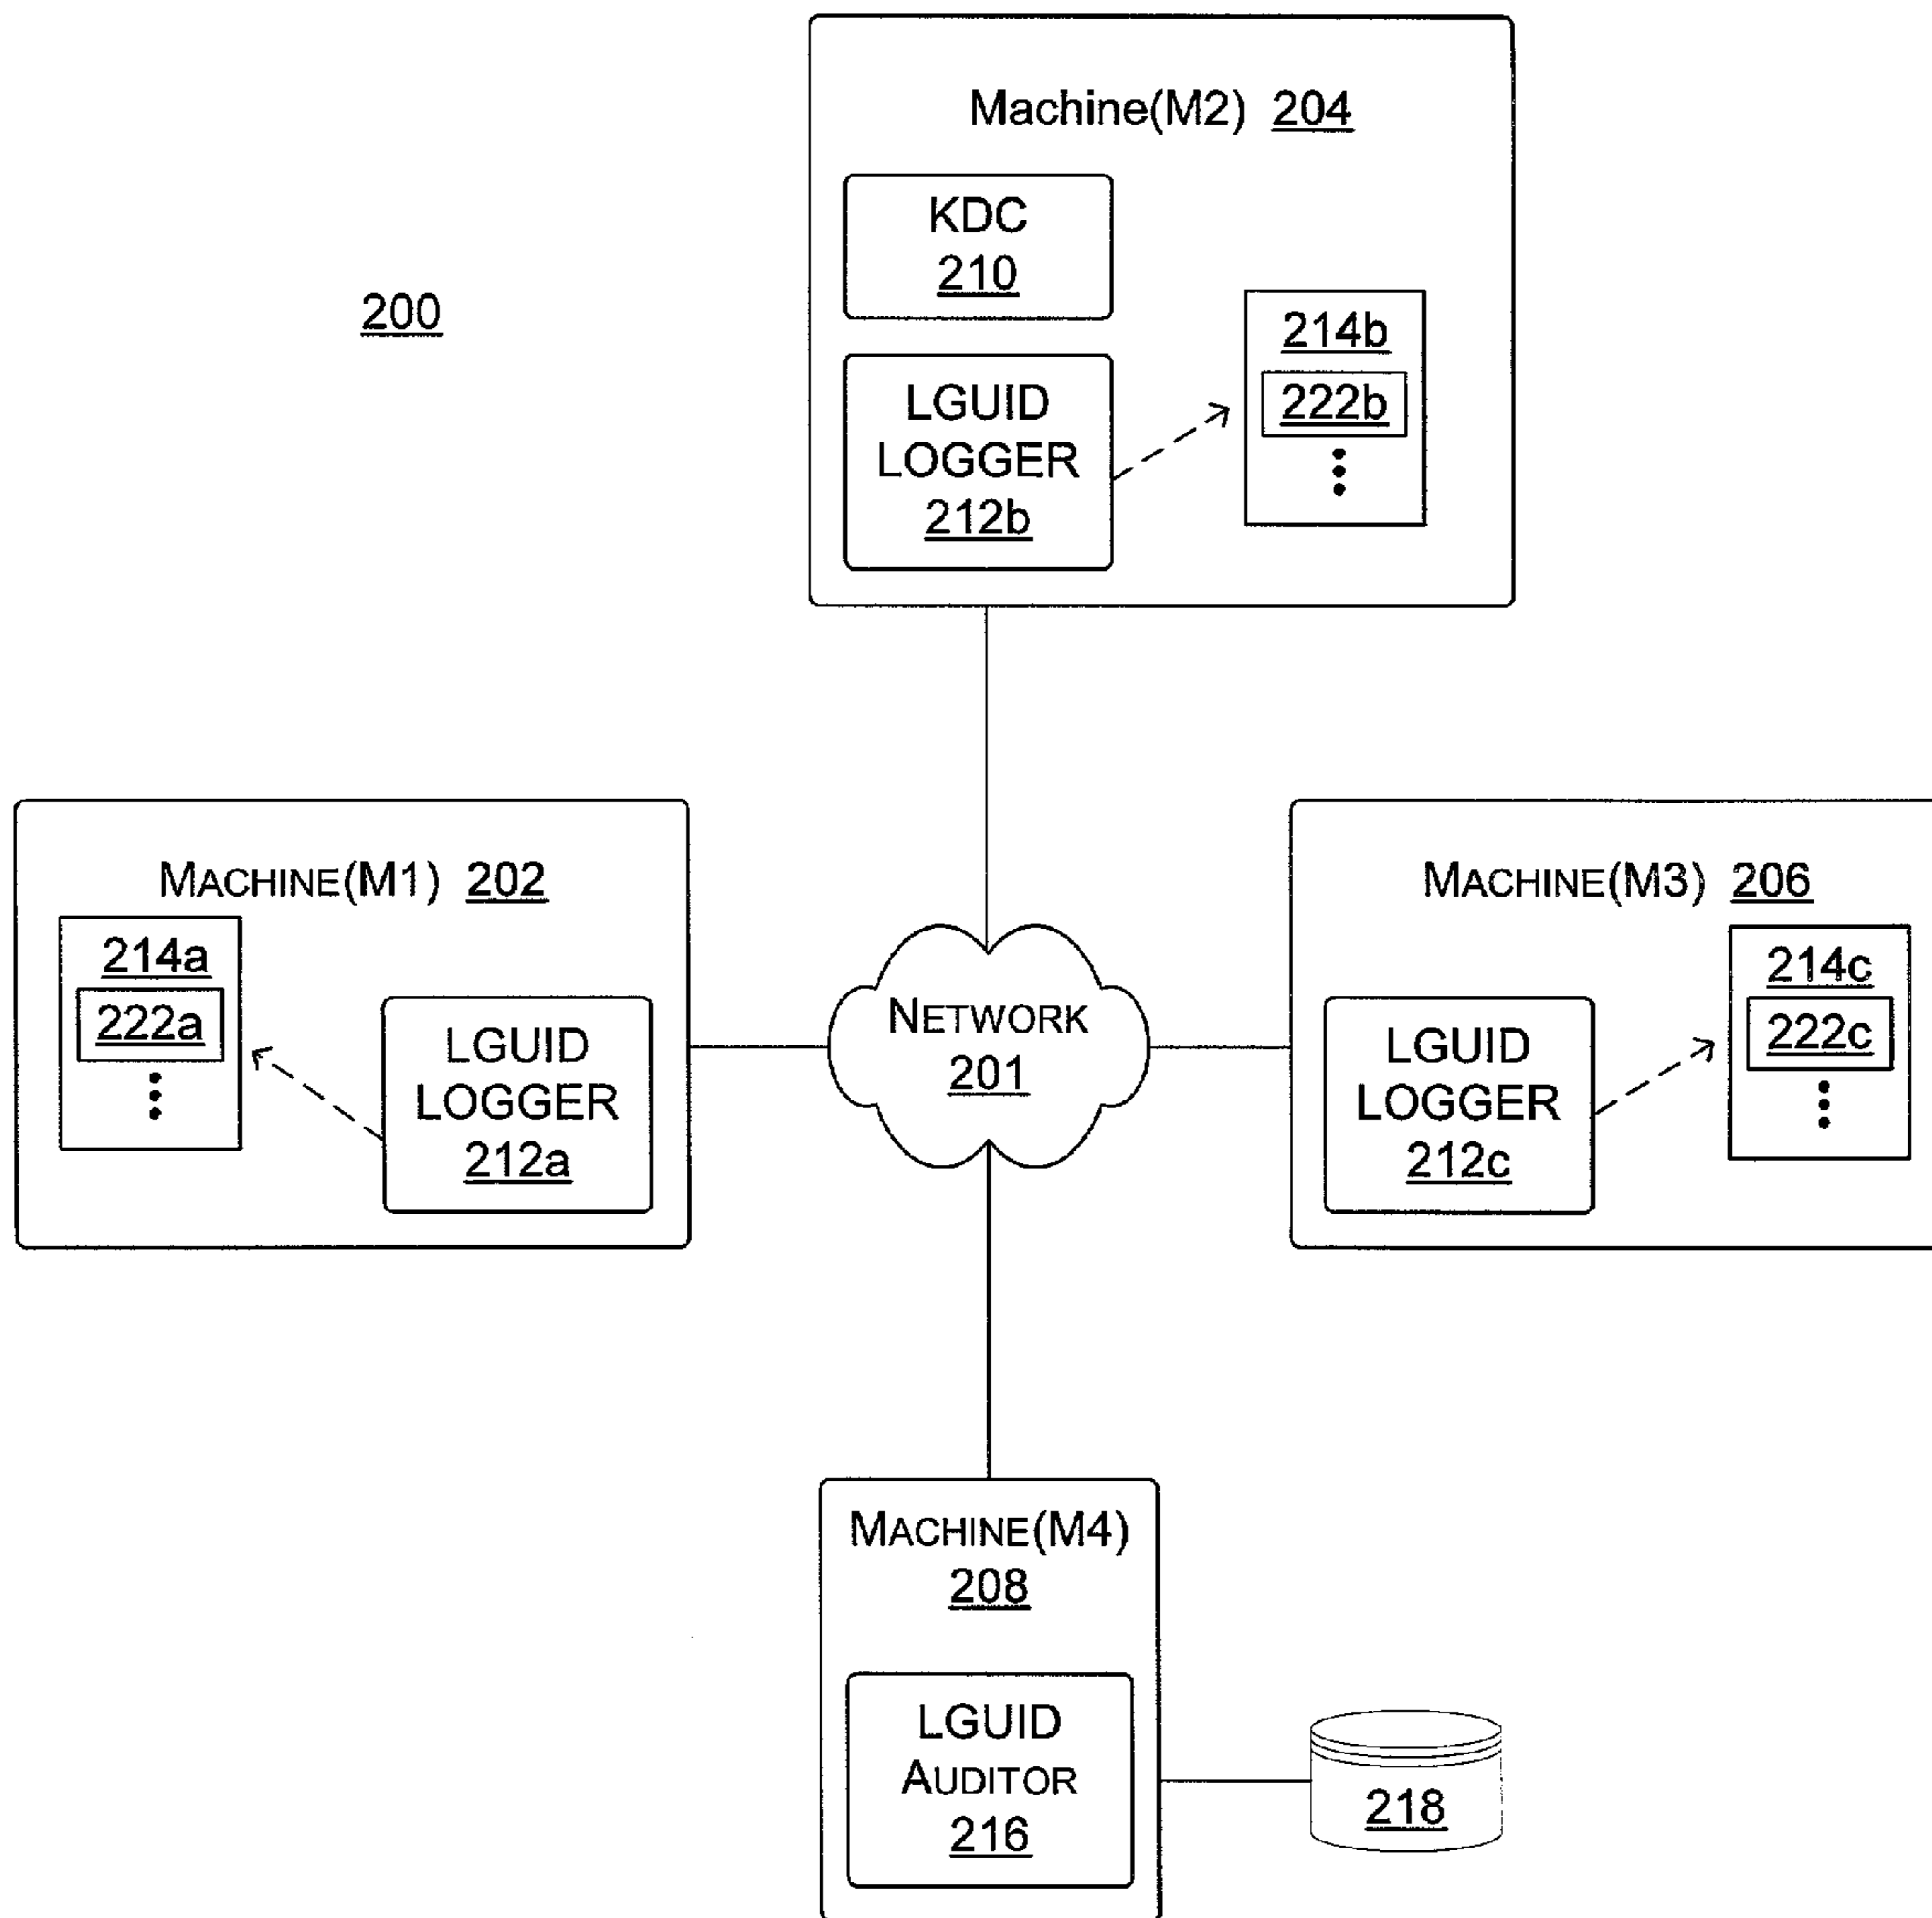 Machine(M2) 204
KDC
210
200
214b
222b
LGUID
LOGGER
212b
MACHINE(M1) 202
214a
222a
LGUID
LOGGER
212a
NETWORK
201
MACHINE(M3) 206
214c
222c
LGUID
LOGGER
212c
MACHINE(M4)
208
LGUID
AUDITOR
216
218